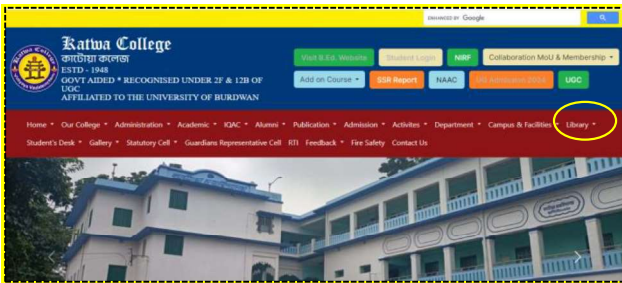 ENHANCED BY Google
Katwa College
কাটোয়া কলেজ
ESTD - 1948
GOVT AIDED * RECOGNISED UNDER 2F & 12B OF
UGC
AFFILIATED TO THE UNIVERSITY OF BURDWAN
Visit B.Ed. Website Student Login NIRF Collaboration MoU & Membership
Add on Course SSR Report NAAC UG Admission 2024 UGC
Home Our College Administration Academic IQAC Alumni Publication Admission Activites Department Campus & Facilities Library
Student's Desk Gallery Statutory Cell Guardians Representative Cell RTI Feedback Fire Safety Contact Us